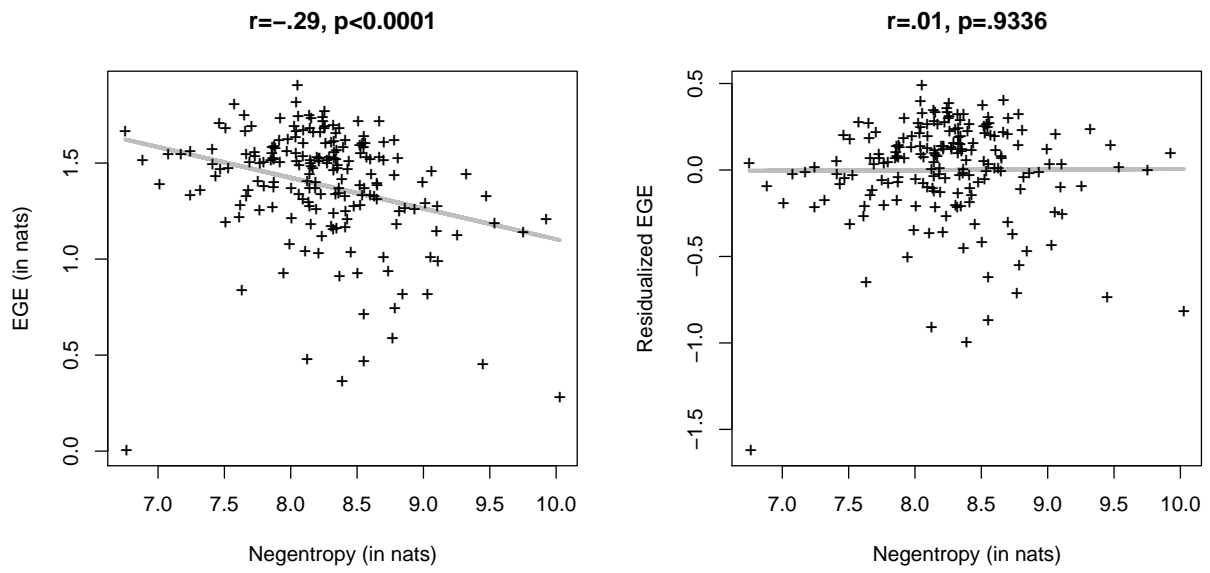 r=−.29, p<0.0001
EGE (in nats)
1.5
1.0
0.5
0.0
7.0 7.5 8.0 8.5 9.0 9.5 10.0
Negentropy (in nats)
r=.01, p=.9336
Residualized EGE
0.5
0.0
−0.5
−1.0
−1.5
7.0 7.5 8.0 8.5 9.0 9.5 10.0
Negentropy (in nats)